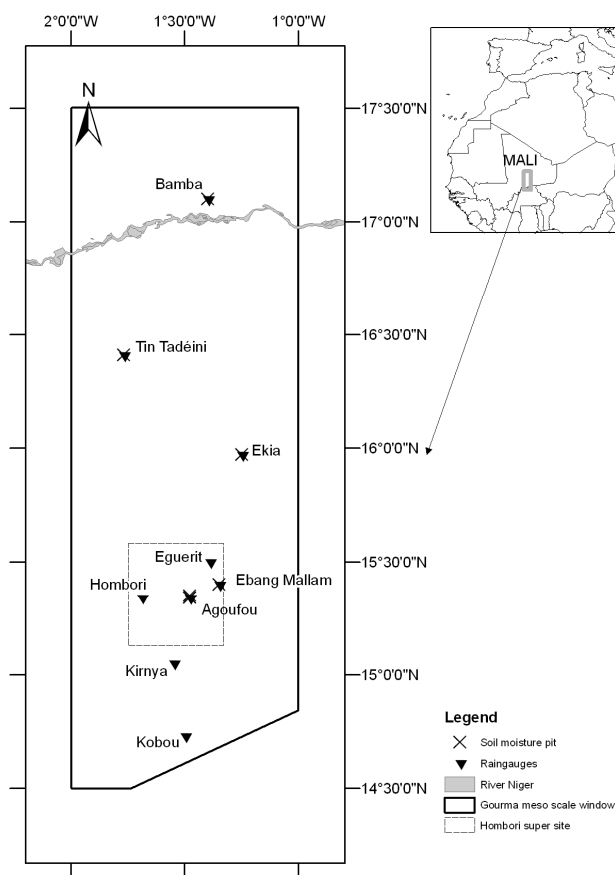 2°0'0"W 1°30'0"W 1°00'0"W
N
17°30'0"N
MALI
Bamba
17°0'0"N
Tin Tadéini
16°30'0"N
Ekia
16°0'0"N
Eguerit
15°30'0"N
Ebang Mallam
Hombori
Agoufou
Kirnya
15°0'0"N
Kobou
14°30'0"N
Legend
Soil moisture pit
Raingauges
River Niger
Gourma meso scale window
Hombori super site